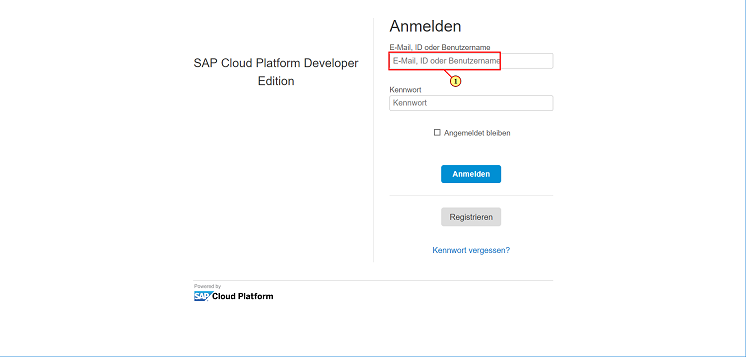 SAP Cloud Platform Developer
Edition
Anmelden
E-Mail, ID oder Benutzername
E-Mail, ID oder Benutzername
1
Kennwort
Kennwort
Angemeldet bleiben
Anmelden
Registrieren
Kennwort vergessen?
Powered by
SAP Cloud Platform